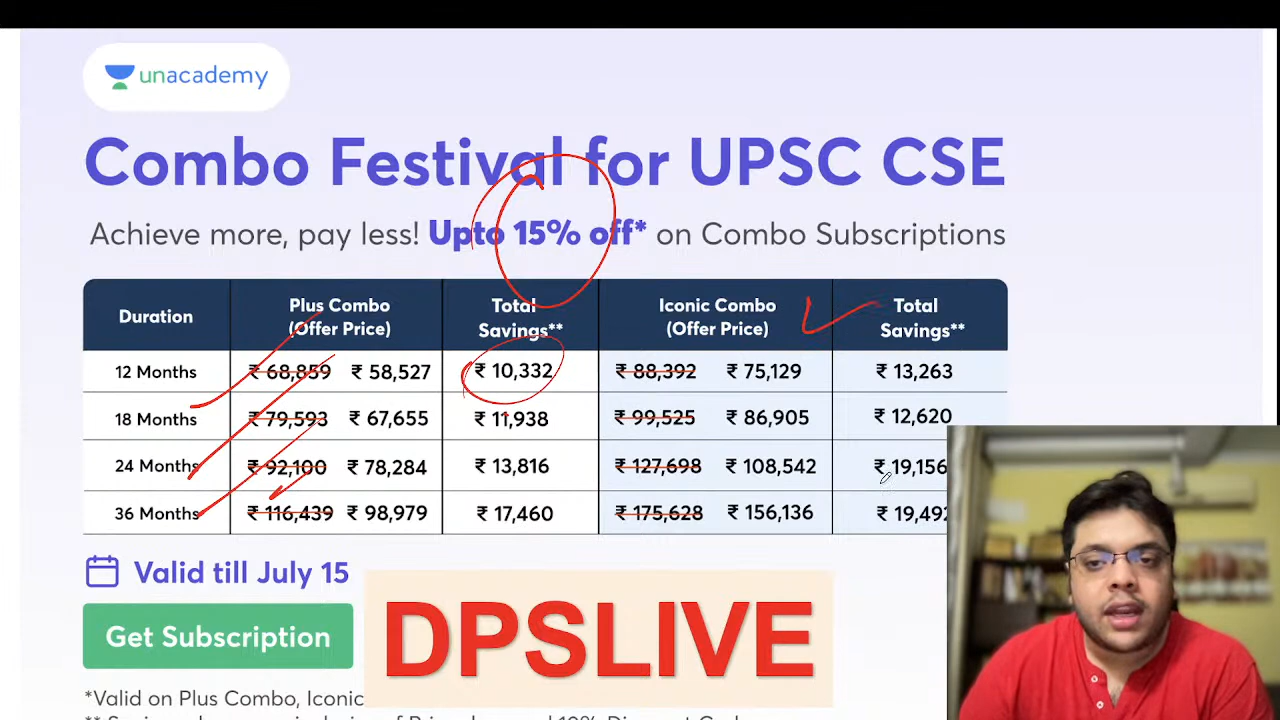 unacademy
Combo Festival for UPSC CSE
Achieve more, pay less! Upto 15% off* on Combo Subscriptions
Duration Plus Combo (Offer Price) Total Savings** Iconic Combo (Offer Price) Total Savings**
12 Months ₹ 68,859 ₹ 58,527 ₹ 10,332 ₹ 88,392 ₹ 75,129 ₹ 13,263
18 Months ₹ 79,593 ₹ 67,655 ₹ 11,938 ₹ 99,525 ₹ 86,905 ₹ 12,620
24 Months ₹ 92,100 ₹ 78,284 ₹ 13,816 ₹ 127,698 ₹ 108,542 ₹ 19,156
36 Months ₹ 116,439 ₹ 98,979 ₹ 17,460 ₹ 175,628 ₹ 156,136 ₹ 19,492
Valid till July 15
Get Subscription
DPSLIVE
*Valid on Plus Combo, Iconic